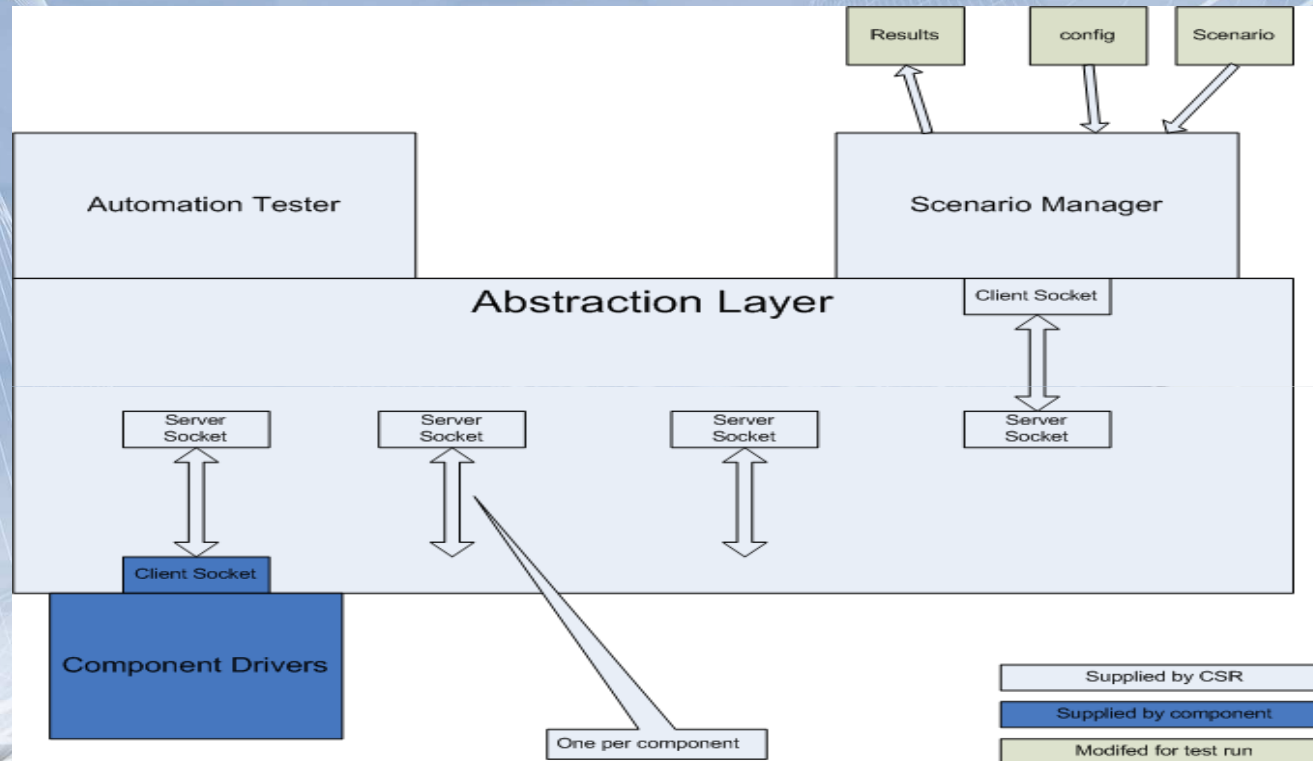 Results
config
Scenario
Automation Tester
Scenario Manager
Abstraction Layer
Client Socket
Server
Socket
Server
Socket
Server
Socket
Server
Socket
Client Socket
Component Drivers
One per component
Supplied by CSR
Supplied by component
Modifed for test run